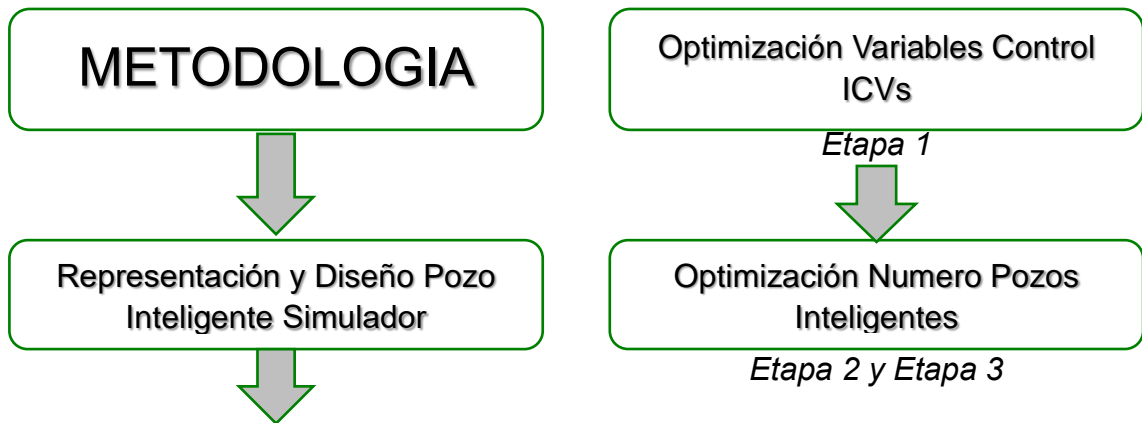 METODOLOGIA
Representación y Diseño Pozo
Inteligente Simulador
Optimización Variables Control
ICVs
Etapa 1
Optimización Numero Pozos
Inteligentes
Etapa 2 y Etapa 3